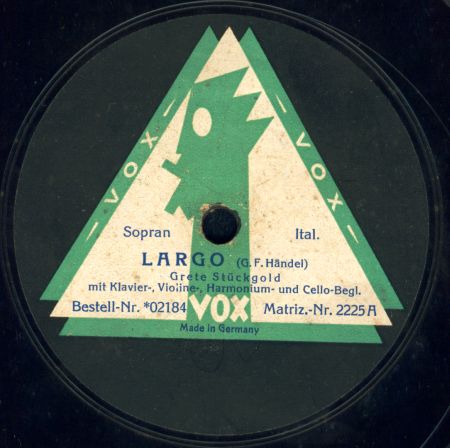 - VOX -
- VOX -
Sopran Ital.
LARGO (G. F. Händel)
Grete Stückgold
mit Klavier-, Violine-, Harmonium- und Cello-Begl.
Bestell-Nr. *02184 VOX Matriz.-Nr. 2225 A
Made in Germany